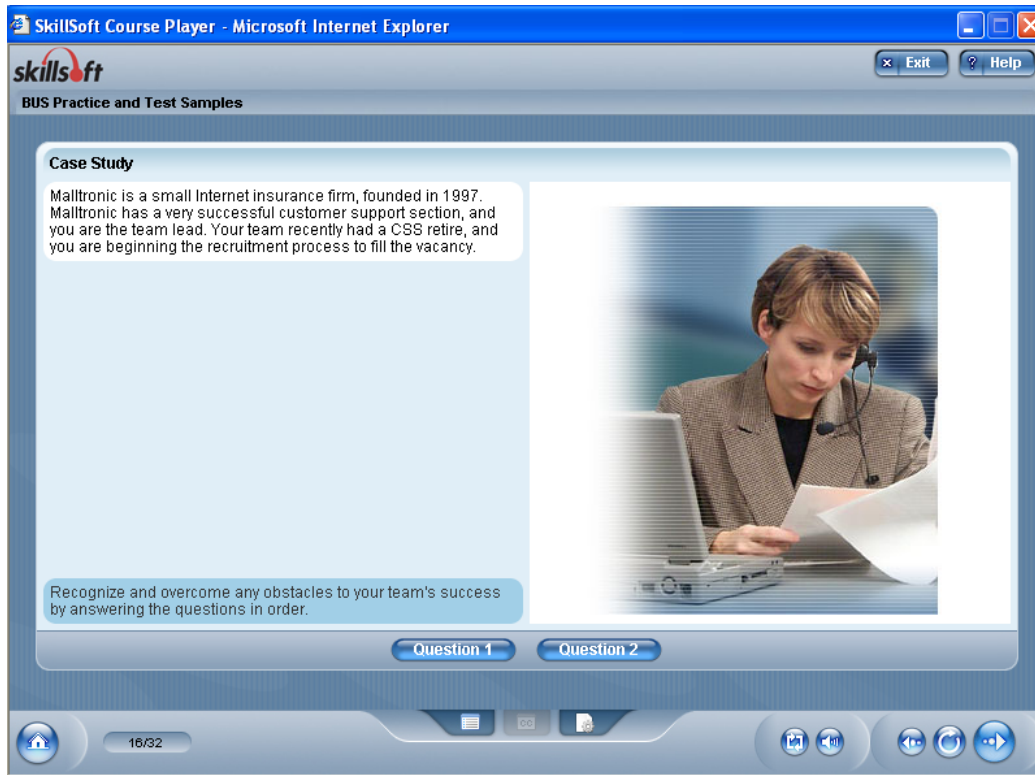 SkillSoft Course Player - Microsoft Internet Explorer
skillsoft
Exit
Help
BUS Practice and Test Samples
Case Study
Malltronic is a small Internet insurance firm, founded in 1997.
Malltronic has a very successful customer support section, and
you are the team lead. Your team recently had a CSS retire, and
you are beginning the recruitment process to fill the vacancy.
Recognize and overcome any obstacles to your team's success
by answering the questions in order.
Question 1
Question 2
cc
16/32